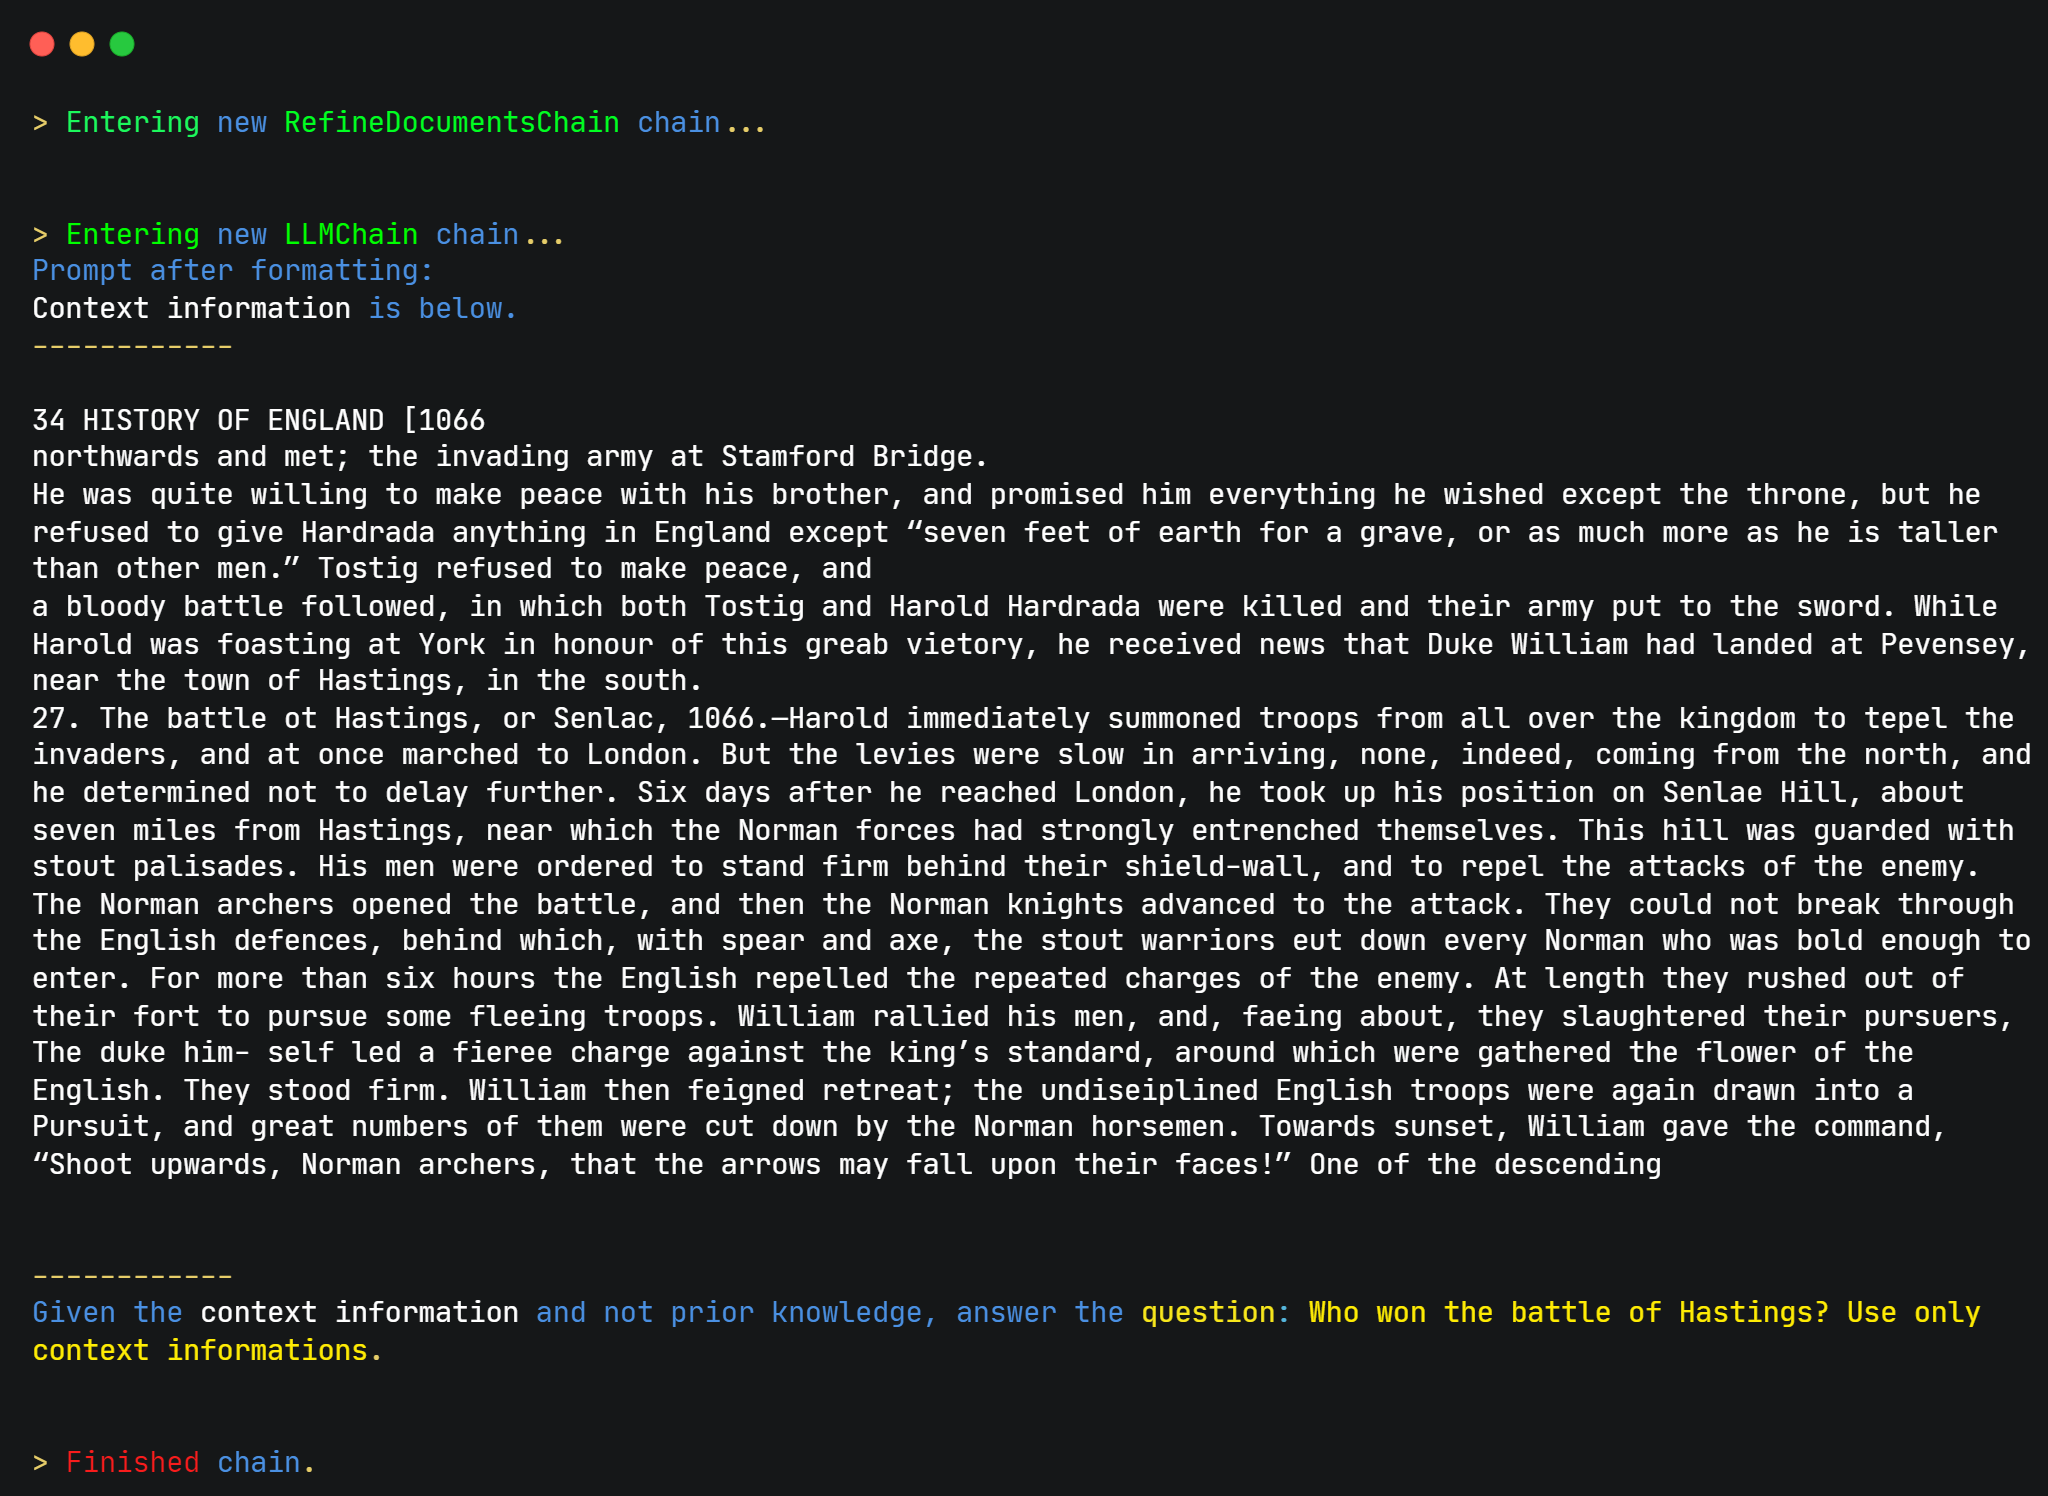 > Entering new RefineDocumentsChain chain...
> Entering new LLMChain chain...
Prompt after formatting:
Context information is below.
------------
34 HISTORY OF ENGLAND [1066
northwards and met; the invading army at Stamford Bridge.
He was quite willing to make peace with his brother, and promised him everything he wished except the throne, but he
refused to give Hardrada anything in England except “seven feet of earth for a grave, or as much more as he is taller
than other men.” Tostig refused to make peace, and
a bloody battle followed, in which both Tostig and Harold Hardrada were killed and their army put to the sword. While
Harold was foasting at York in honour of this greab vietory, he received news that Duke William had landed at Pevensey,
near the town of Hastings, in the south.
27. The battle ot Hastings, or Senlac, 1066.—Harold immediately summoned troops from all over the kingdom to tepel the
invaders, and at once marched to London. But the levies were slow in arriving, none, indeed, coming from the north, and
he determined not to delay further. Six days after he reached London, he took up his position on Senlae Hill, about
seven miles from Hastings, near which the Norman forces had strongly entrenched themselves. This hill was guarded with
stout palisades. His men were ordered to stand firm behind their shield-wall, and to repel the attacks of the enemy.
The Norman archers opened the battle, and then the Norman knights advanced to the attack. They could not break through
the English defences, behind which, with spear and axe, the stout warriors eut down every Norman who was bold enough to
enter. For more than six hours the English repelled the repeated charges of the enemy. At length they rushed out of
their fort to pursue some fleeing troops. William rallied his men, and, faeing about, they slaughtered their pursuers,
The duke him- self led a fieree charge against the king’s standard, around which were gathered the flower of the
English. They stood firm. William then feigned retreat; the undiseiplined English troops were again drawn into a
Pursuit, and great numbers of them were cut down by the Norman horsemen. Towards sunset, William gave the command,
“Shoot upwards, Norman archers, that the arrows may fall upon their faces!” One of the descending
------------
Given the context information and not prior knowledge, answer the question: Who won the battle of Hastings? Use only
context informations.
> Finished chain.